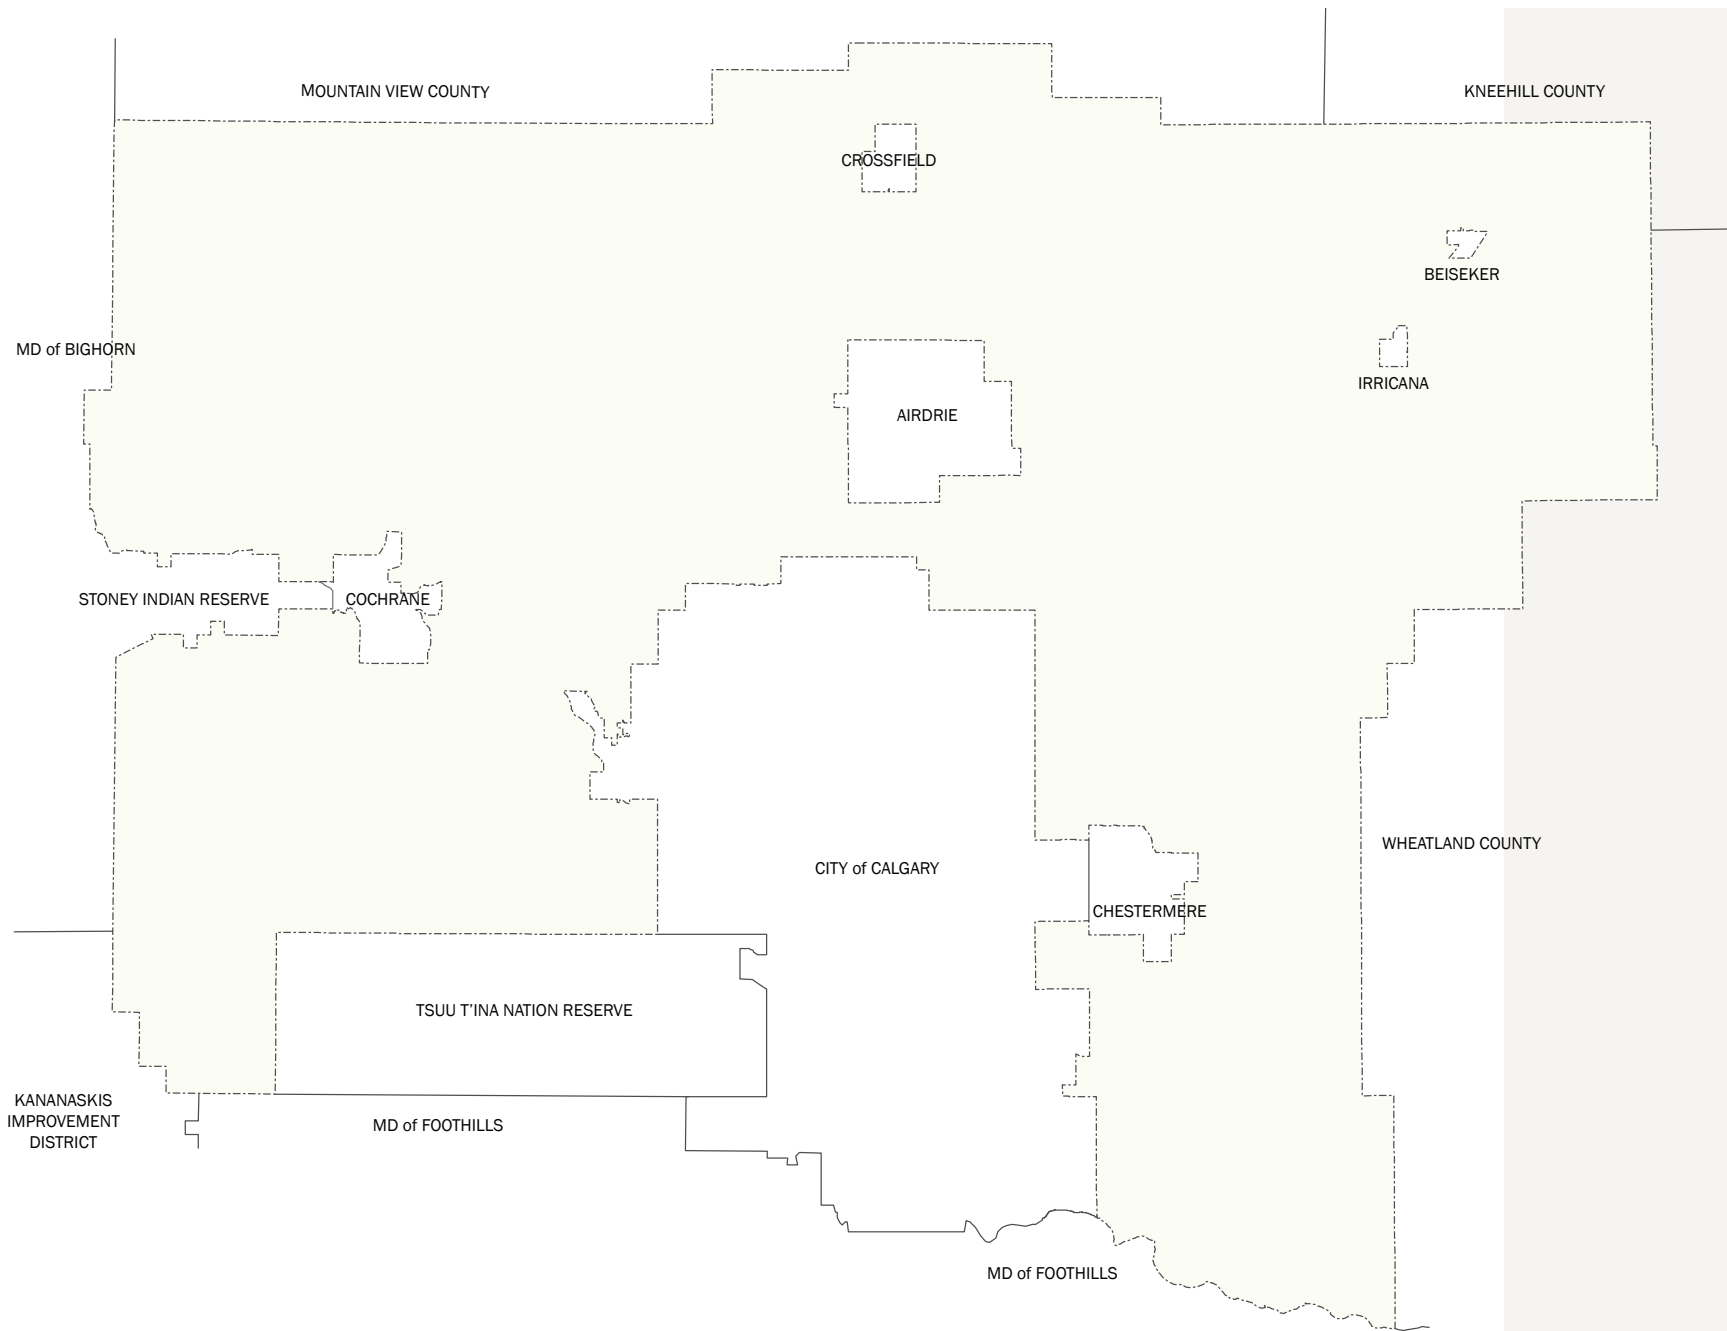 MOUNTAIN VIEW COUNTY
KNEEHILL COUNTY
CROSSFIELD
BEISEKER
MD of BIGHORN
IRRICANA
AIRDRIE
STONEY INDIAN RESERVE
COCHRANE
WHEATLAND COUNTY
CITY of CALGARY
CHESTERMERE
TSUU T’INA NATION RESERVE
KANANASKIS
IMPROVEMENT
DISTRICT
MD of FOOTHILLS
MD of FOOTHILLS